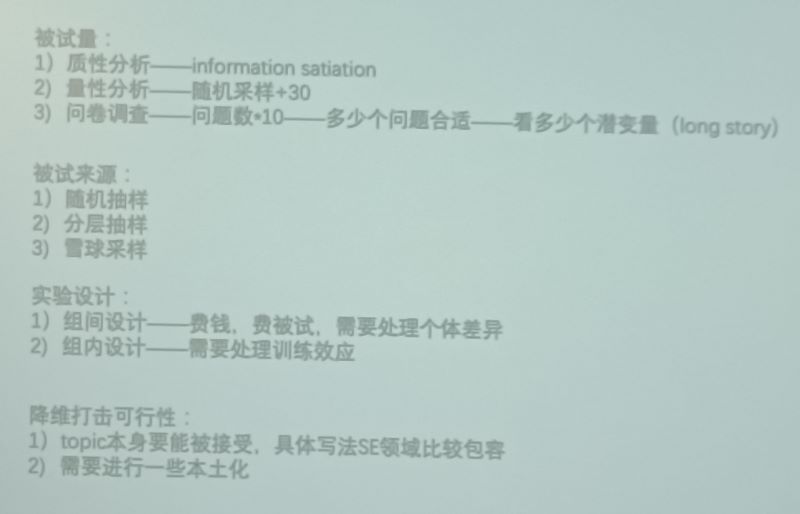 被试量：
1） 质性分析——information satiation
2） 量性分析——随机采样+30
3） 问卷调查——问题数*10——多少个问题合适——看多少个潜变量（long story）
被试来源：
1） 随机抽样
2） 分层抽样
3） 雪球采样
实验设计：
1） 组间设计——费钱，费被试，需要处理个体差异
2） 组内设计——需要处理训练效应
降维打击可行性：
1） topic本身要能被接受，具体写法SE领域比较包容
2） 需要进行一些本土化